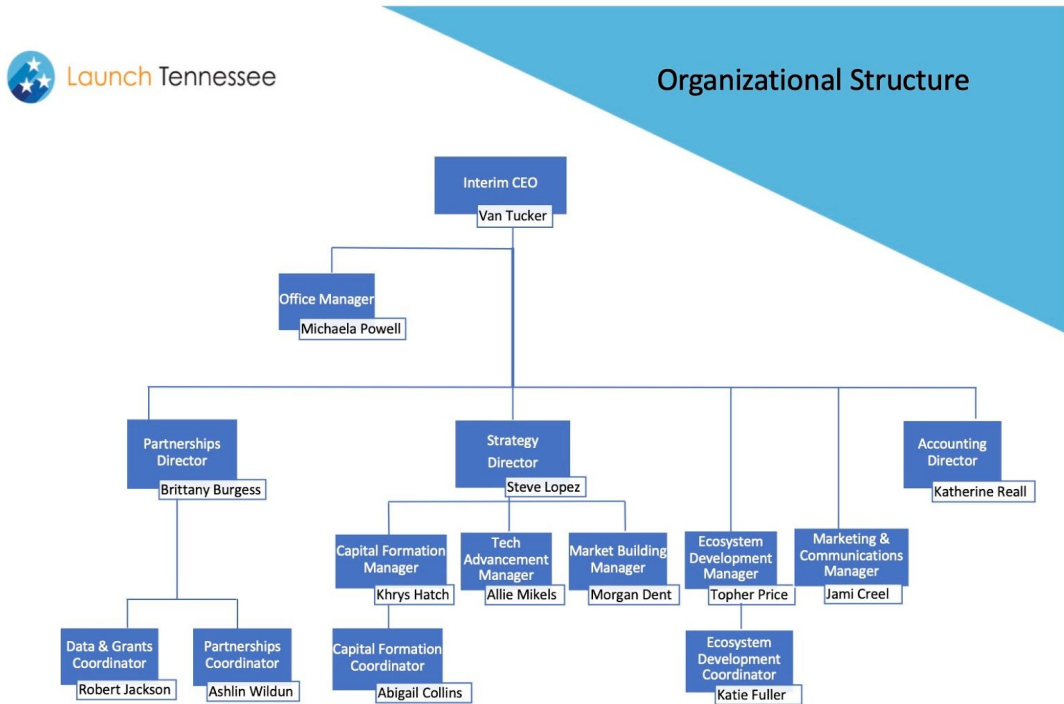 Launch Tennessee
Organizational Structure
Interim CEO
Van Tucker
Office Manager
Michaela Powell
Partnerships
Director
Brittany Burgess
Strategy
Director
Steve Lopez
Accounting
Director
Katherine Reall
Capital Formation
Manager
Khrys Hatch
Tech
Advancement
Manager
Allie Mikels
Market Building
Manager
Morgan Dent
Ecosystem
Development
Manager
Topher Price
Marketing &
Communications
Manager
Jami Creel
Data & Grants
Coordinator
Robert Jackson
Partnerships
Coordinator
Ashlin Wildun
Capital Formation
Coordinator
Abigail Collins
Ecosystem
Development
Coordinator
Katie Fuller